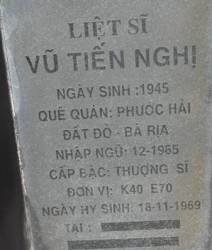 LIỆT SĨ
VŨ TIẾN NGHỊ
NGÀY SINH :1945
QUÊ QUÁN: PHƯỚC HẢI
ĐẤT ĐỎ - BÀ RỊA
NHẬP NGŨ: 12-1965
CẤP BẬC: THƯỢNG SĨ
ĐƠN VỊ: K40 E70
NGÀY HY SINH: 18-11-1969
TẠI :